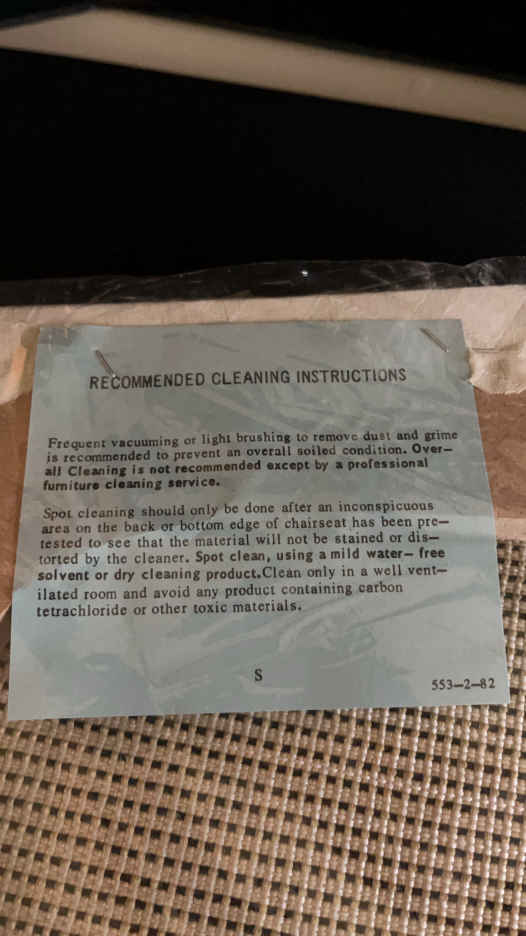 RECOMMENDED CLEANING INSTRUCTIONS
Frequent vacuuming or light brushing to remove dust and grime
is recommended to prevent an overall soiled condition. Over—
all Cleaning is not recommended except by a professional
furniture cleaning service.
Spot cleaning should only be done after an inconspicuous
area on the back or bottom edge of chairseat has been pre—
tested to see that the material will not be stained or dis—
torted by the cleaner. Spot clean, using a mild water— free
solvent or dry cleaning product.Clean only in a well vent—
ilated room and avoid any product containing carbon
tetrachloride or other toxic materials.
S
553—2—82